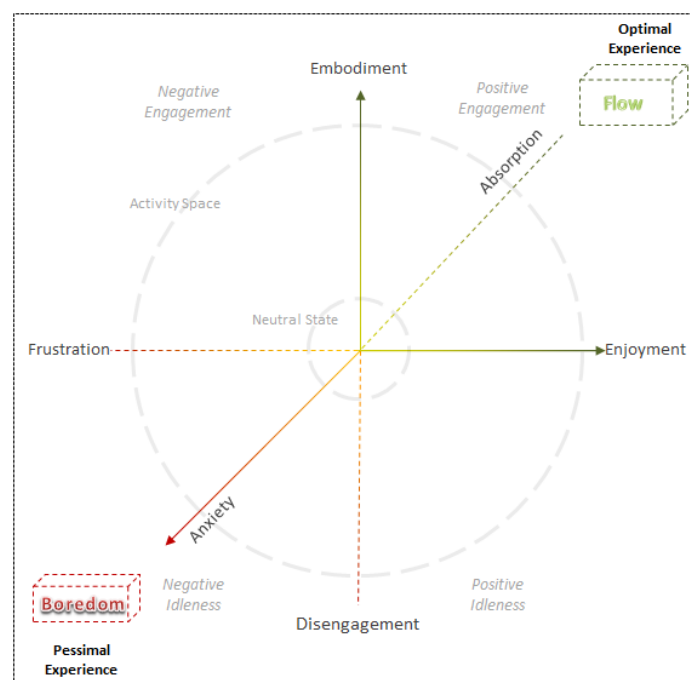 Optimal
Experience
Embodiment
Negative
Engagement
Positive
Engagement
Flow
Absorption
Activity Space
Neutral State
Frustration
Enjoyment
Anxiety
Negative
Idleness
Positive
Idleness
Boredom
Disengagement
Pessimal
Experience